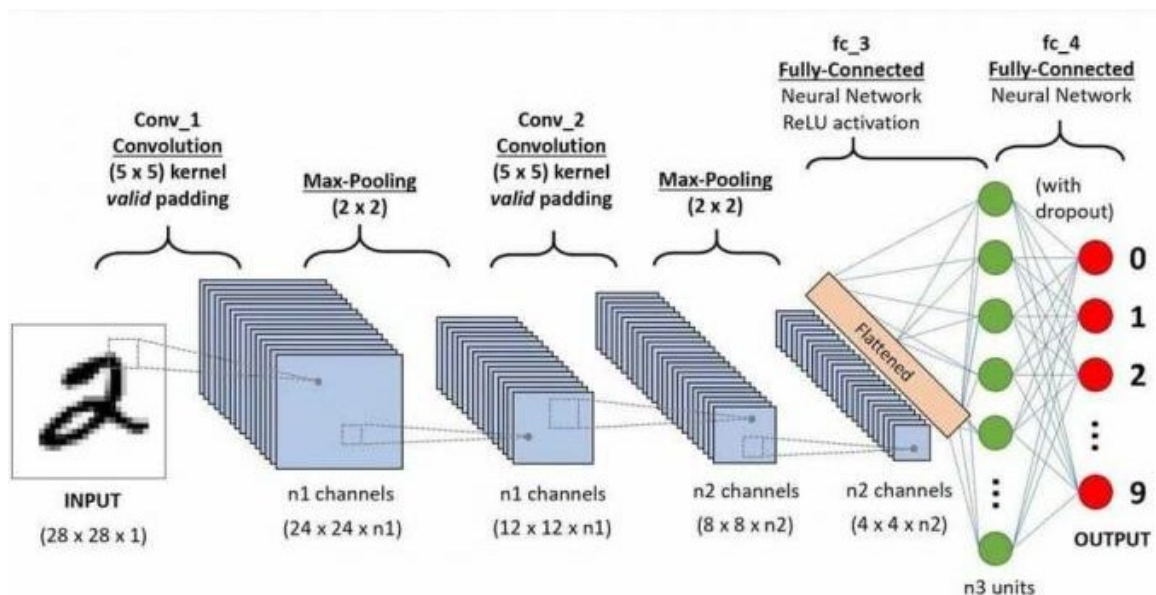 Conv_1
Convolution
(5 x 5) kernel
valid padding
Max-Pooling
(2 x 2)
Conv_2
Convolution
(5 x 5) kernel
valid padding
Max-Pooling
(2 x 2)
fc_3
Fully-Connected
Neural Network
ReLU activation
fc_4
Fully-Connected
Neural Network
(with
dropout)
Flattened
0
1
2
⋮
9
OUTPUT
INPUT
(28 x 28 x 1)
n1 channels
(24 x 24 x n1)
n1 channels
(12 x 12 x n1)
n2 channels
(8 x 8 x n2)
n2 channels
(4 x 4 x n2)
⋮
n3 units